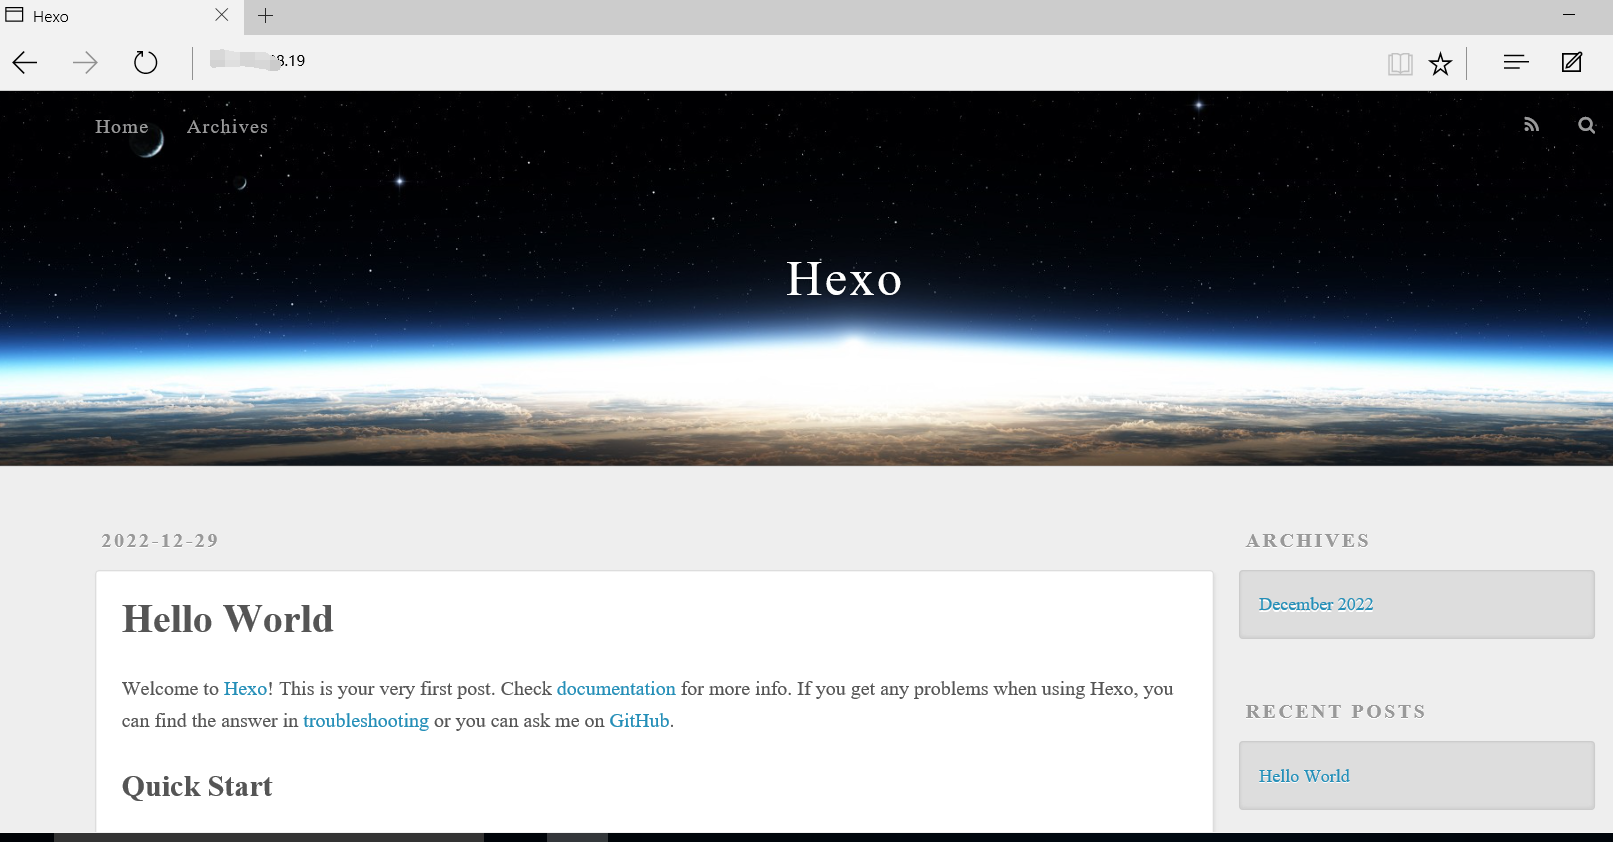 Hexo
8.19
Home Archives
Hexo
2022-12-29
Hello World
Welcome to Hexo! This is your very first post. Check documentation for more info. If you get any problems when using Hexo, you
can find the answer in troubleshooting or you can ask me on GitHub.
Quick Start
ARCHIVES
December 2022
RECENT POSTS
Hello World